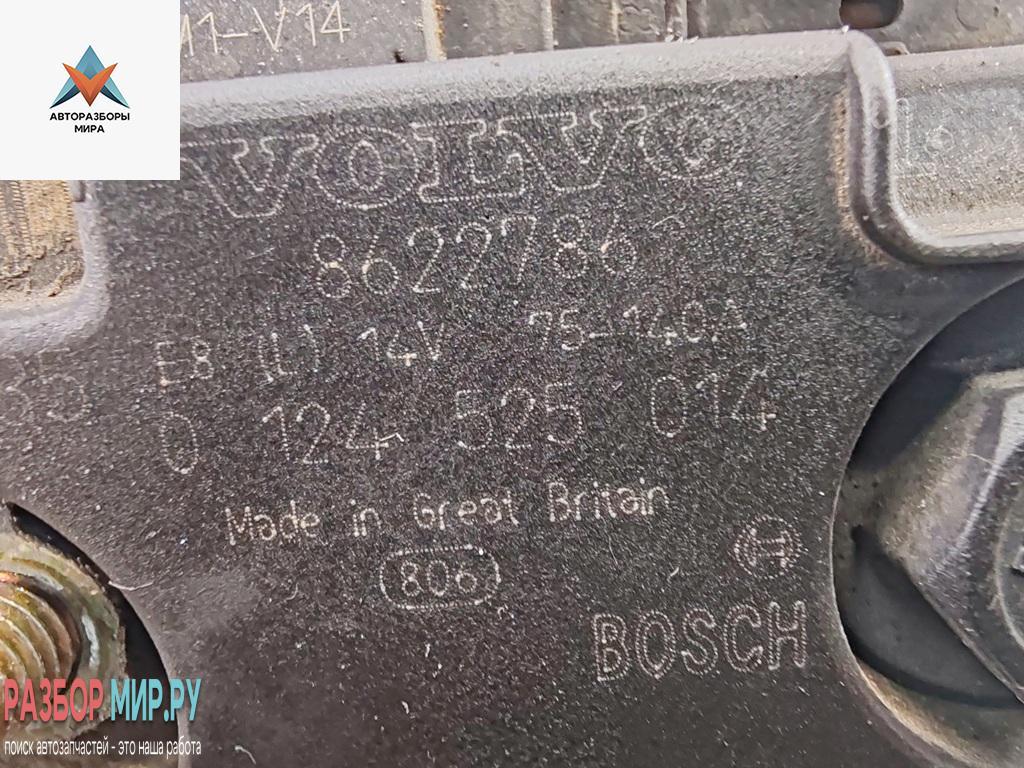 M1-V14
АВТОРАЗБОРЫ
МИРА
VOLVO
8622786
E8 (L) 14V 75-140A
35
0 124 525 014
Made in Great Britain
806
BOSCH
РАЗБОР МИР.РУ
поиск автозапчастей - это наша работа